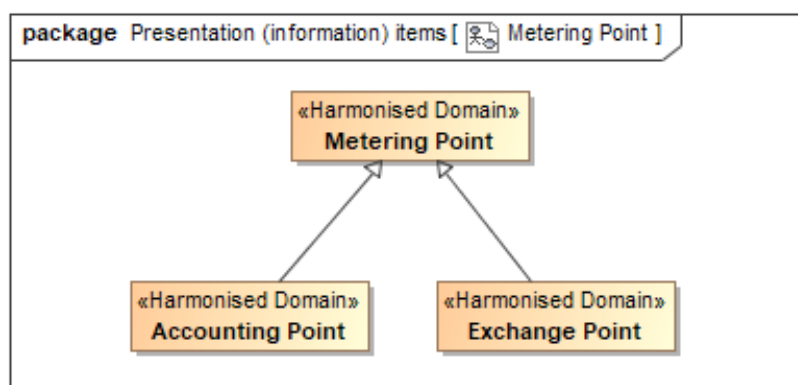 package Presentation (information) items [ Metering Point ]
«Harmonised Domain»
Metering Point
«Harmonised Domain»
Accounting Point
«Harmonised Domain»
Exchange Point